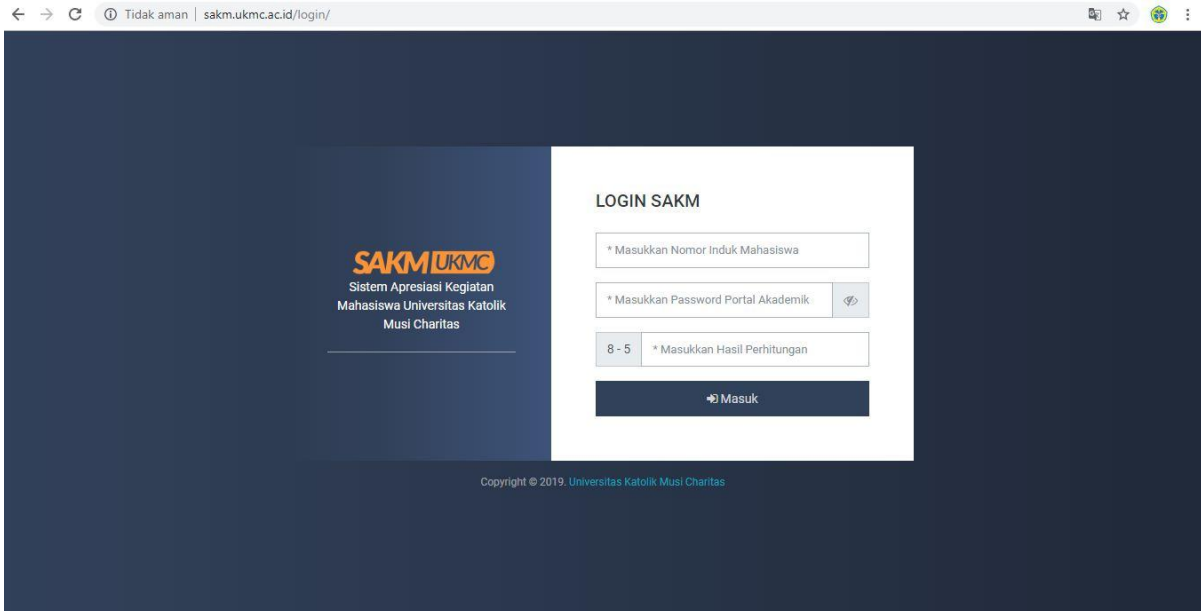 Tidak aman | sakm.ukmc.ac.id/login/
LOGIN SAKM
* Masukkan Nomor Induk Mahasiswa
* Masukkan Password Portal Akademik
8 - 5 * Masukkan Hasil Perhitungan
Masuk
SAKM UKMC
Sistem Apresiasi Kegiatan
Mahasiswa Universitas Katolik
Musi Charitas
Copyright © 2019. Universitas Katolik Musi Charitas